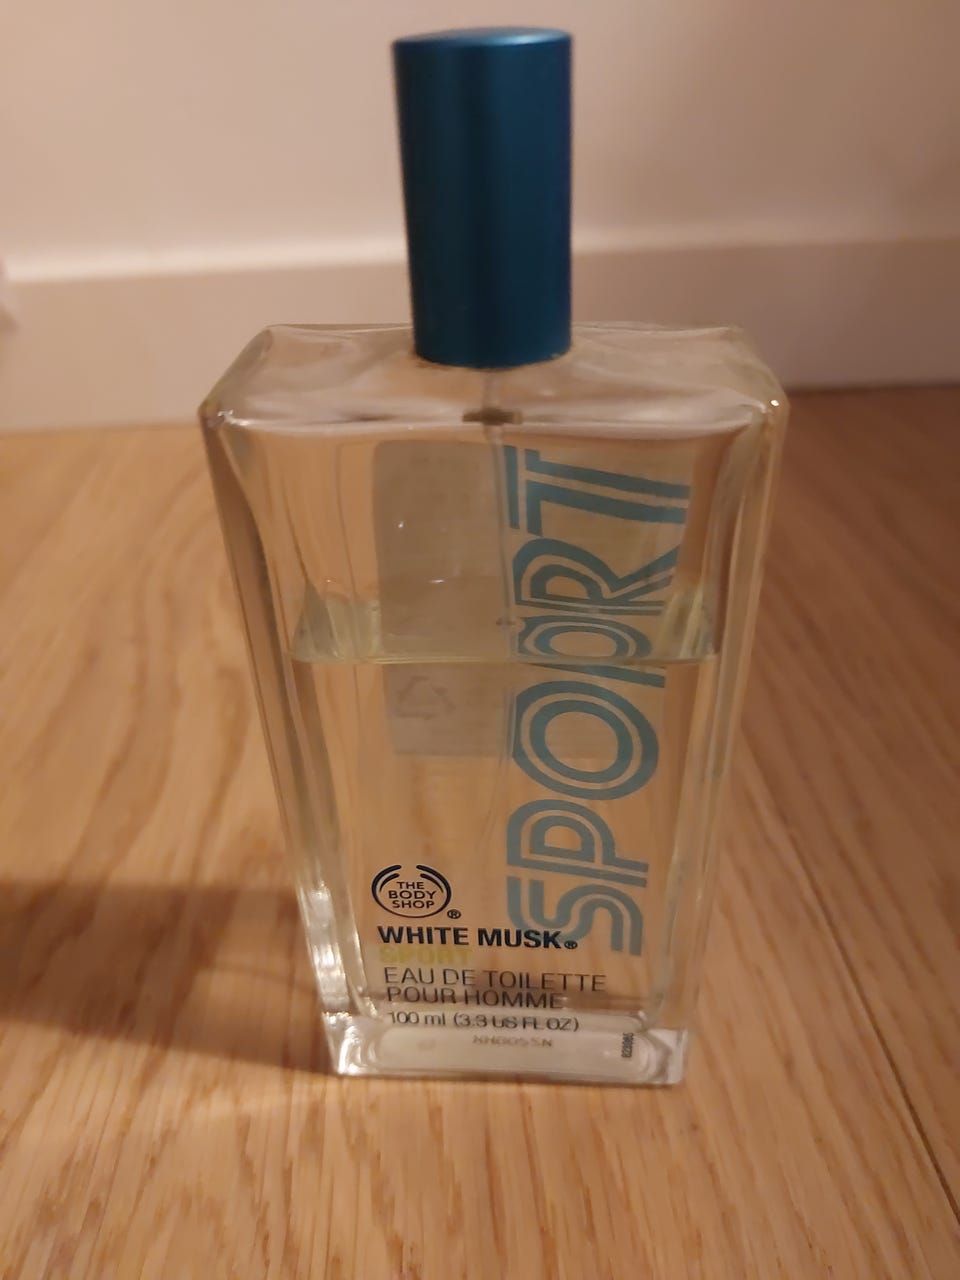 SPORT
THE
BODY
SHOP
®
WHITE MUSK®
SPORT
EAU DE TOILETTE
POUR HOMME
100 ml (3.3 US FL OZ)